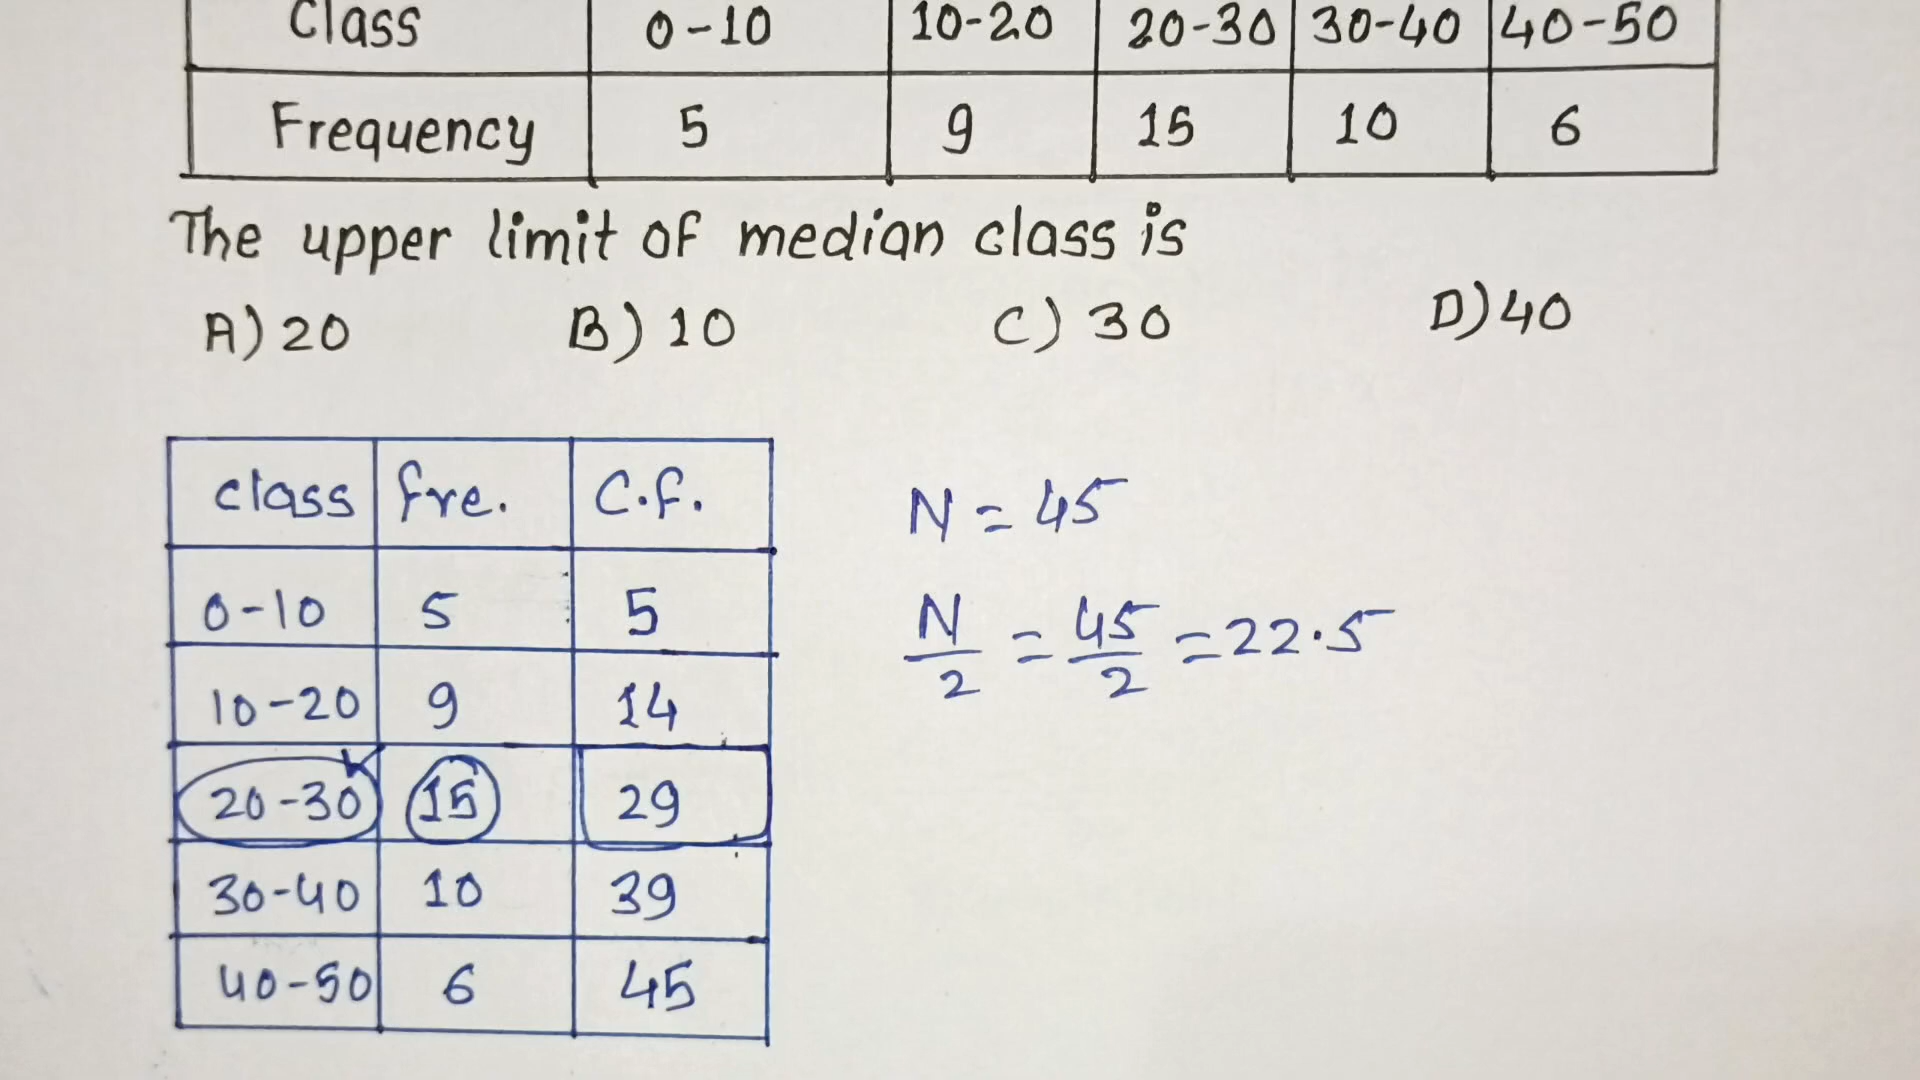 Class 0-10 10-20 20-30 30-40 40-50
Frequency 5 9 15 10 6
The upper limit of median class is
A) 20 B) 10 C) 30 D) 40
class fre. C.f.
0-10 5 5
10-20 9 14
20-30 15 29
30-40 10 39
40-50 6 45
N = 45
N/2 = 45/2 = 22.5